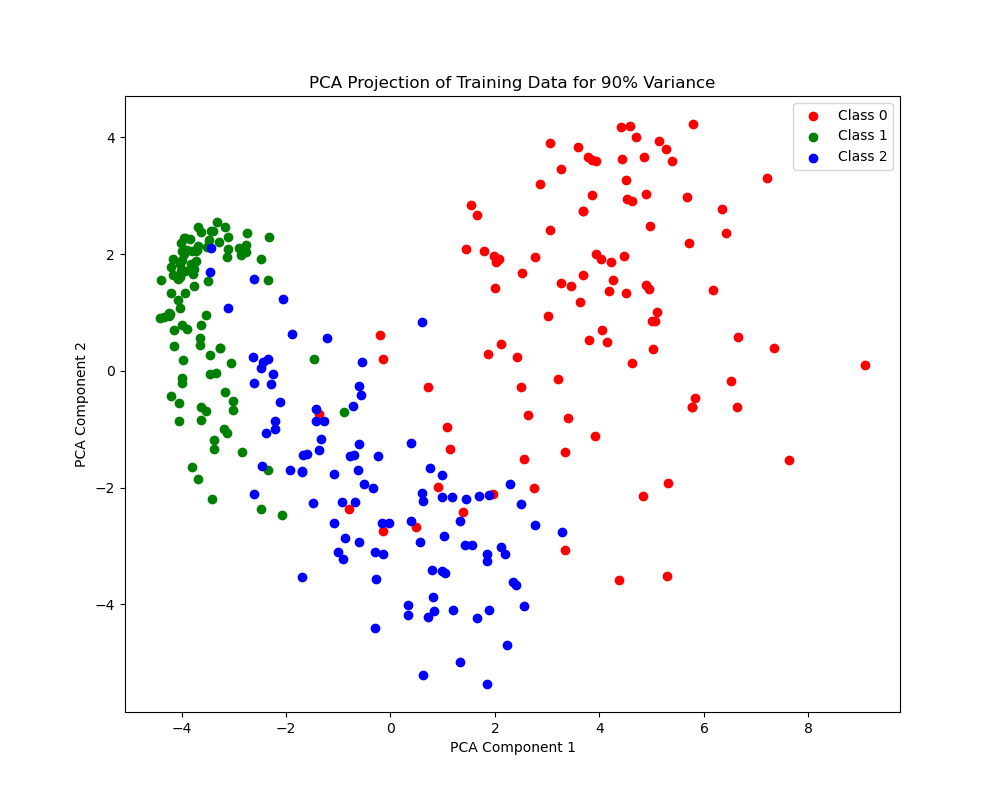 PCA Projection of Training Data for 90% Variance
Class 0
Class 1
Class 2
4
2
0
−2
−4
PCA Component 2
−4 −2 0 2 4 6 8
PCA Component 1